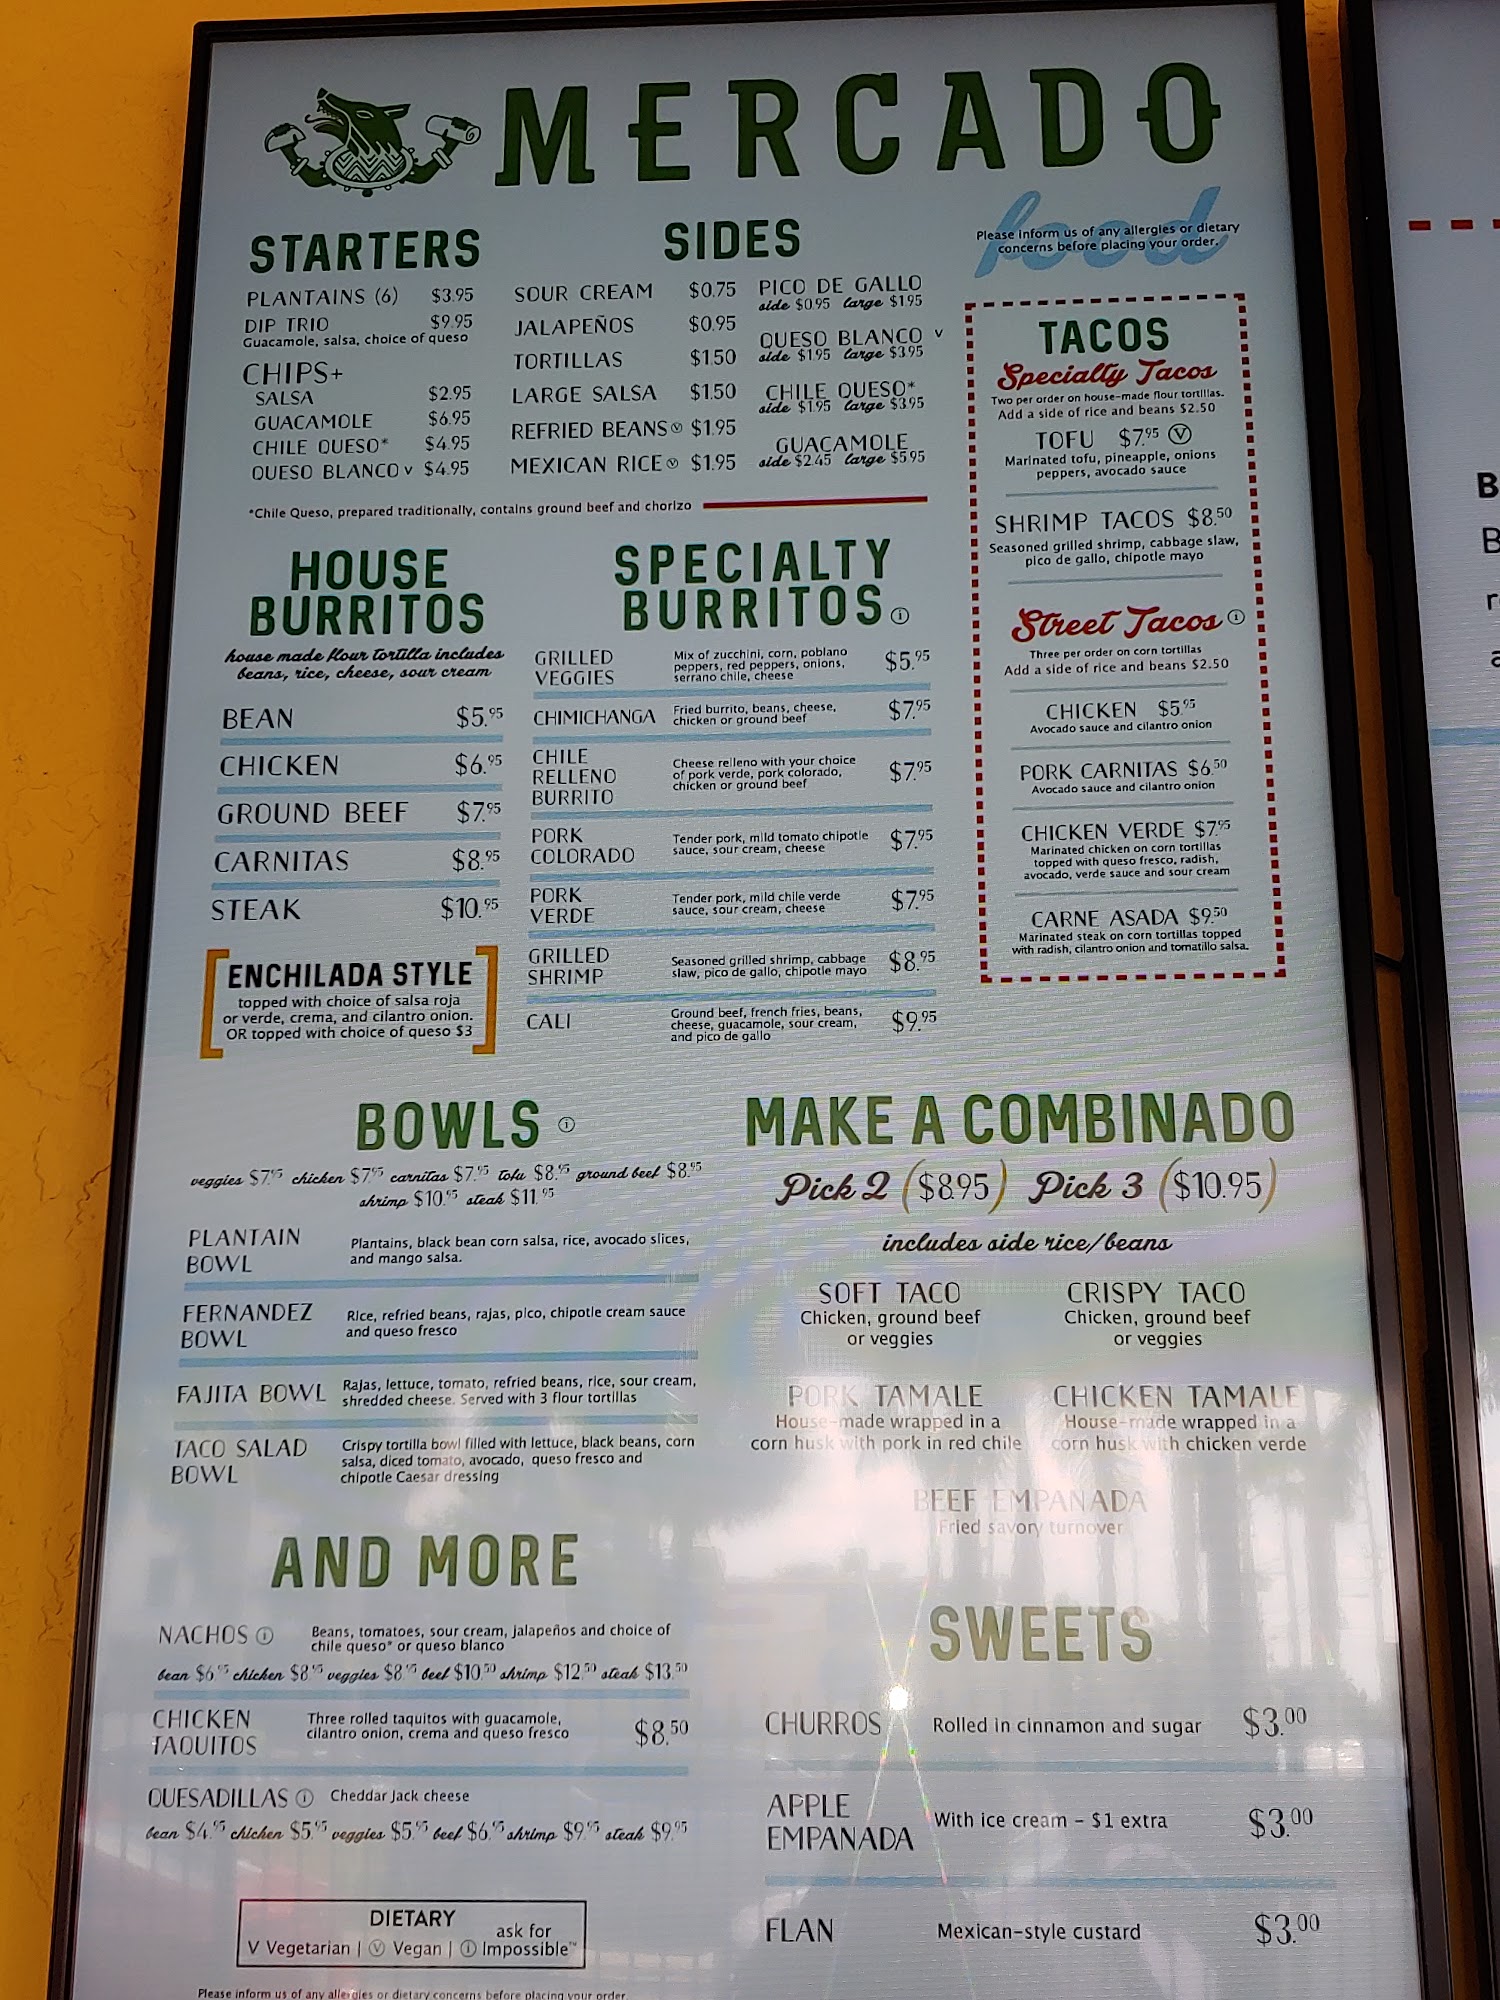 MERCADO
food
Please inform us of any allergies or dietary
concerns before placing your order.
STARTERS
PLANTAINS (6) $3.95
DIP TRIO $9.95
Guacamole, salsa, choice of queso
CHIPS+
SALSA $2.95
GUACAMOLE $6.95
CHILE QUESO* $4.95
QUESO BLANCO V $4.95
SIDES
SOUR CREAM $0.75
JALAPEÑOS $0.95
TORTILLAS $1.50
LARGE SALSA $1.50
REFRIED BEANS Ⓥ $1.95
MEXICAN RICE Ⓥ $1.95
PICO DE GALLO
side $0.95 large $1.95
QUESO BLANCO V
side $1.95 large $3.95
CHILE QUESO*
side $1.95 large $3.95
GUACAMOLE
side $2.45 large $5.95
*Chile Queso, prepared traditionally, contains ground beef and chorizo
HOUSE
BURRITOS
house made flour tortilla includes
beans, rice, cheese, sour cream
BEAN $5.95
CHICKEN $6.95
GROUND BEEF $7.95
CARNITAS $8.95
STEAK $10.95
ENCHILADA STYLE
topped with choice of salsa roja
or verde, crema, and cilantro onion.
OR topped with choice of queso $3
SPECIALTY
BURRITOS ⓘ
GRILLED
VEGGIES
Mix of zucchini, corn, poblano
peppers, red peppers, onions,
serrano chile, cheese
$5.95
CHIMICHANGA
Fried burrito, beans, cheese,
chicken or ground beef
$7.95
CHILE
RELLENO
BURRITO
Cheese relleno with your choice
of pork verde, pork colorado,
chicken or ground beef
$7.95
PORK
COLORADO
Tender pork, mild tomato chipotle
sauce, sour cream, cheese
$7.95
PORK
VERDE
Tender pork, mild chile verde
sauce, sour cream, cheese
$7.95
GRILLED
SHRIMP
Seasoned grilled shrimp, cabbage
slaw, pico de gallo, chipotle mayo
$8.95
CALI
Ground beef, french fries, beans,
cheese, guacamole, sour cream,
and pico de gallo
$9.95
TACOS
Specialty Tacos
Two per order on house-made flour tortillas.
Add a side of rice and beans $2.50
TOFU $7.95 Ⓥ
Marinated tofu, pineapple, onions
peppers, avocado sauce
SHRIMP TACOS $8.50
Seasoned grilled shrimp, cabbage slaw,
pico de gallo, chipotle mayo
Street Tacos ⓘ
Three per order on corn tortillas
Add a side of rice and beans $2.50
CHICKEN $5.95
Avocado sauce and cilantro onion
PORK CARNITAS $6.50
Avocado sauce and cilantro onion
CHICKEN VERDE $7.95
Marinated chicken on corn tortillas
topped with queso fresco, radish,
avocado, verde sauce and sour cream
CARNE ASADA $9.50
Marinated steak on corn tortillas topped
with radish, cilantro onion and tomatillo salsa.
BOWLS ⓘ
veggies $7.95 chicken $7.95 carnitas $7.95 tofu $8.95 ground beef $8.95
shrimp $10.95 steak $11.95
PLANTAIN
BOWL
Plantains, black bean corn salsa, rice, avocado slices,
and mango salsa.
FERNANDEZ
BOWL
Rice, refried beans, rajas, pico, chipotle cream sauce
and queso fresco
FAJITA BOWL
Rajas, lettuce, tomato, refried beans, rice, sour cream,
shredded cheese. Served with 3 flour tortillas
TACO SALAD
BOWL
Crispy tortilla bowl filled with lettuce, black beans, corn
salsa, diced tomato, avocado, queso fresco and
chipotle Caesar dressing
MAKE A COMBINADO
Pick 2 ($8.95) Pick 3 ($10.95)
includes side rice/beans
SOFT TACO
Chicken, ground beef
or veggies
CRISPY TACO
Chicken, ground beef
or veggies
PORK TAMALE
House-made wrapped in a
corn husk with pork in red chile
CHICKEN TAMALE
House-made wrapped in a
corn husk with chicken verde
BEEF EMPANADA
Fried savory turnover
AND MORE
NACHOS ⓘ
Beans, tomatoes, sour cream, jalapeños and choice of
chile queso* or queso blanco
bean $6.95 chicken $8.95 veggies $8.95 beef $10.50 shrimp $12.50 steak $13.50
CHICKEN
TAQUITOS
Three rolled taquitos with guacamole,
cilantro onion, crema and queso fresco
$8.50
QUESADILLAS ⓘ Cheddar Jack cheese
bean $4.95 chicken $5.95 veggies $5.95 beef $6.95 shrimp $9.95 steak $9.95
SWEETS
CHURROS Rolled in cinnamon and sugar $3.00
APPLE
EMPANADA
With ice cream - $1 extra $3.00
FLAN Mexican-style custard $3.00
DIETARY
V Vegetarian | Ⓥ Vegan | ⓘ ask for Impossible™
Please inform us of any allergies or dietary concerns before placing your order.